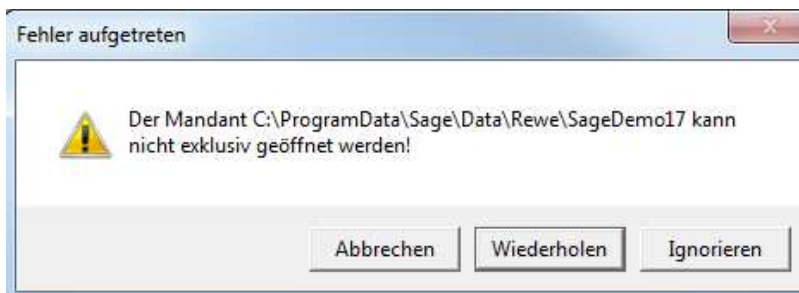 Fehler aufgetreten
Der Mandant C:\ProgramData\Sage\Data\Rewe\SageDemo17 kann
nicht exklusiv geöffnet werden!
Abbrechen
Wiederholen
Ignorieren